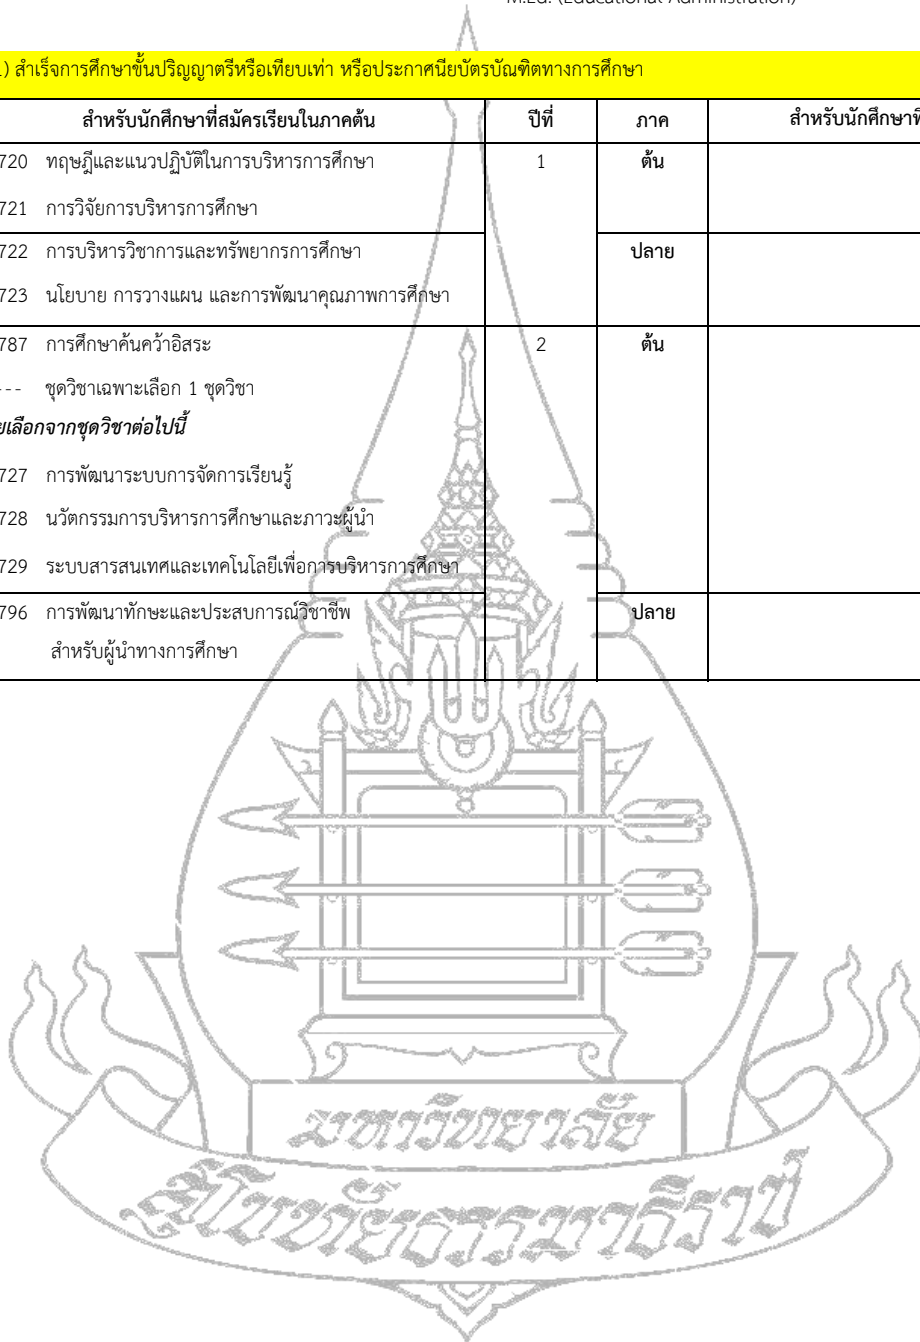 M.Ed. (Educational Administration)
1) สำเร็จการศึกษาขั้นปริญญาตรีหรือเทียบเท่า หรือประกาศนียบัตรบัณฑิตทางการศึกษา
สำหรับนักศึกษาที่สมัครเรียนในภาคต้น ปีที่ ภาค สำหรับนักศึกษาที
720 ทฤษฎีและแนวปฏิบัติในการบริหารการศึกษา 1 ต้น
721 การวิจัยการบริหารการศึกษา
722 การบริหารวิชาการและทรัพยากรการศึกษา ปลาย
723 นโยบาย การวางแผน และการพัฒนาคุณภาพการศึกษา
787 การศึกษาค้นคว้าอิสระ 2 ต้น
--- ชุดวิชาเฉพาะเลือก 1 ชุดวิชา
ยเลือกจากชุดวิชาต่อไปนี้
727 การพัฒนาระบบการจัดการเรียนรู้
728 นวัตกรรมการบริหารการศึกษาและภาวะผู้นำ
729 ระบบสารสนเทศและเทคโนโลยีเพื่อการบริหารการศึกษา
796 การพัฒนาทักษะและประสบการณ์วิชาชีพ ปลาย
สำหรับผู้นำทางการศึกษา
มหาวิทยาลัย
สุโขทัยธรรมาธิราช